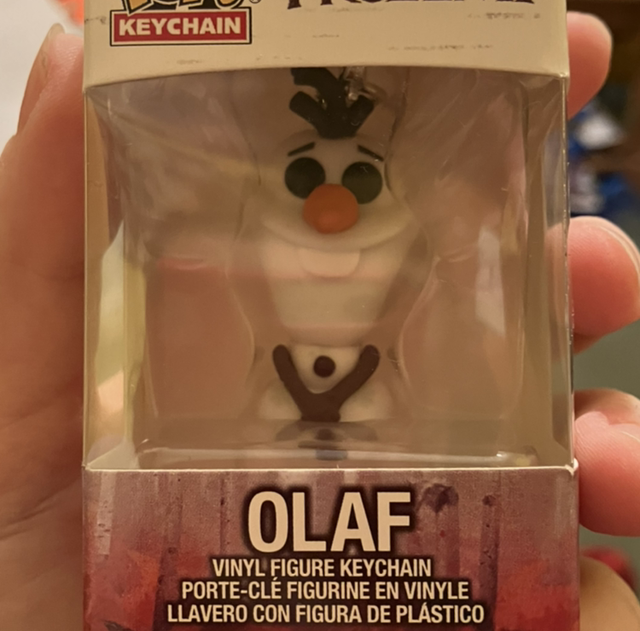 KEYCHAIN
OLAF
VINYL FIGURE KEYCHAIN
PORTE-CLÉ FIGURINE EN VINYLE
LLAVERO CON FIGURA DE PLÁSTICO